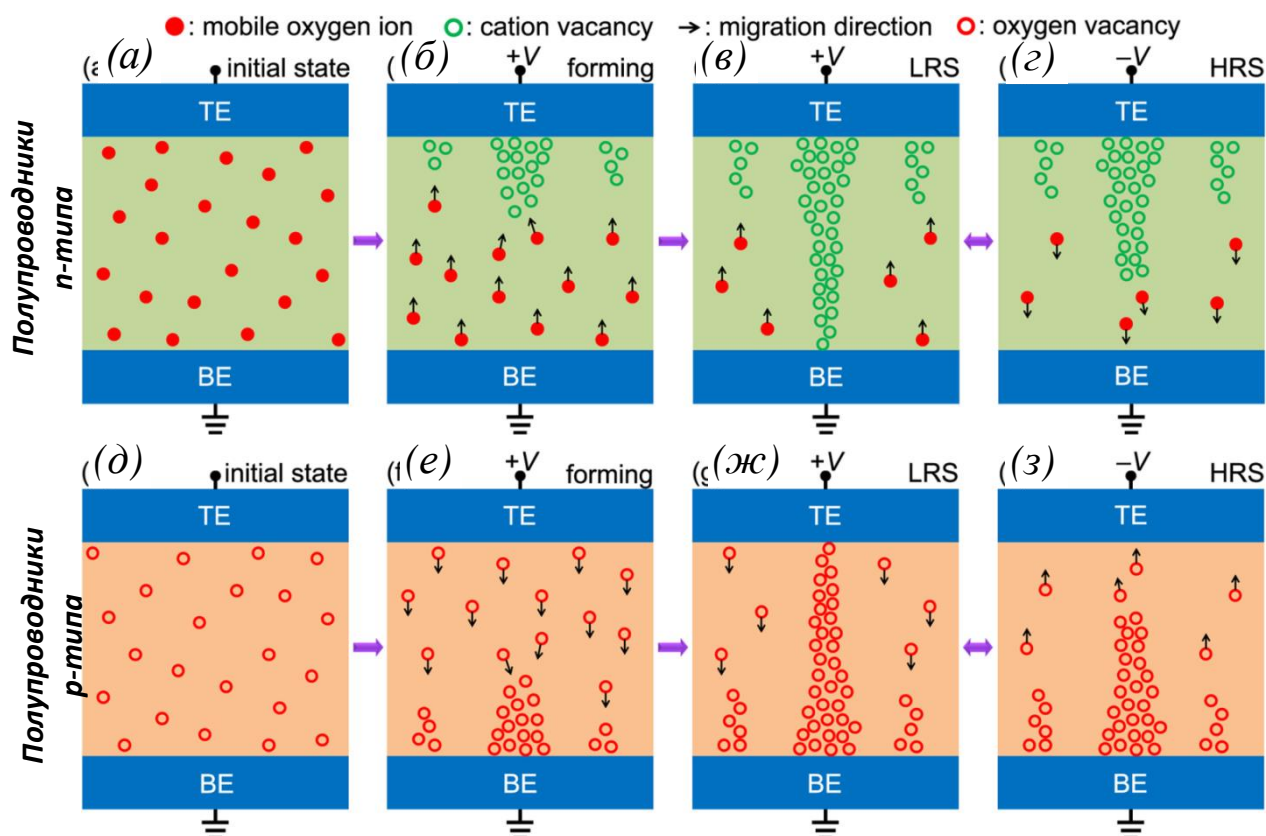 : mobile oxygen ion : cation vacancy : migration direction : oxygen vacancy
(а) initial state
(б) +V forming
(в) +V LRS
(г) –V HRS
Полупроводники
n-типа
TE TE TE TE
BE BE BE BE
(д) initial state
(е) +V forming
(ж) +V LRS
(з) –V HRS
Полупроводники
p-типа
TE TE TE TE
BE BE BE BE